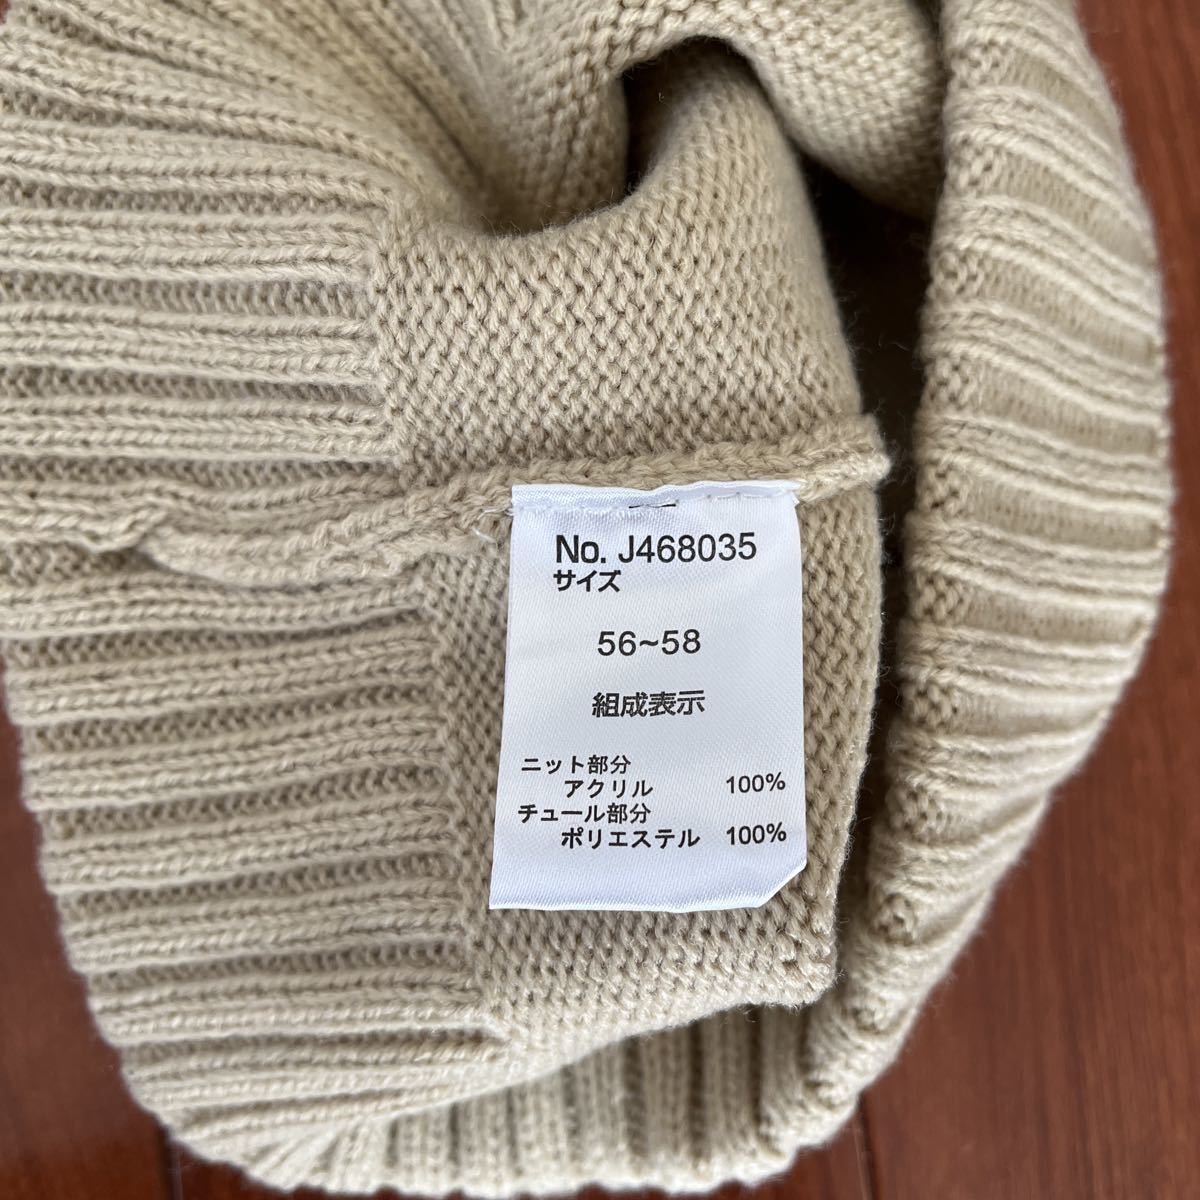 No. J468035
サイズ
56~58
組成表示
ニット部分
アクリル 100%
チュール部分
ポリエステル 100%